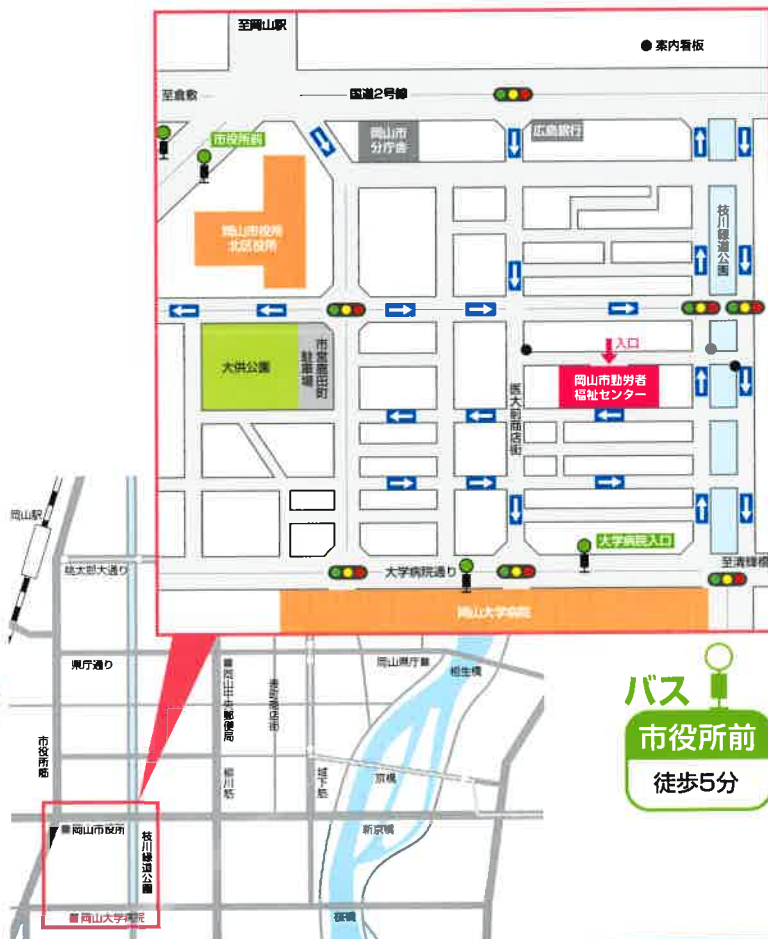 至岡山駅
案内看板
至倉敷
国道2号線
市役所前
岡山市
分庁舎
広島銀行
岡山市役所
北区役所
枝川緑道公園
大供公園
市営鹿田町
駐車場
入口
岡山市勤労者
福祉センター
医大前商店街
大学病院入口
大学病院通り
至清輝橋
岡山大学病院
岡山駅
桃太郎大通り
県庁通り
岡山県庁
相生橋
岡山中央郵便局
表町商店街
市役所筋
柳川筋
城下筋
京橋
新京橋
岡山市役所
枝川緑道公園
岡山大学病院
桜橋
バス
市役所前
徒歩5分